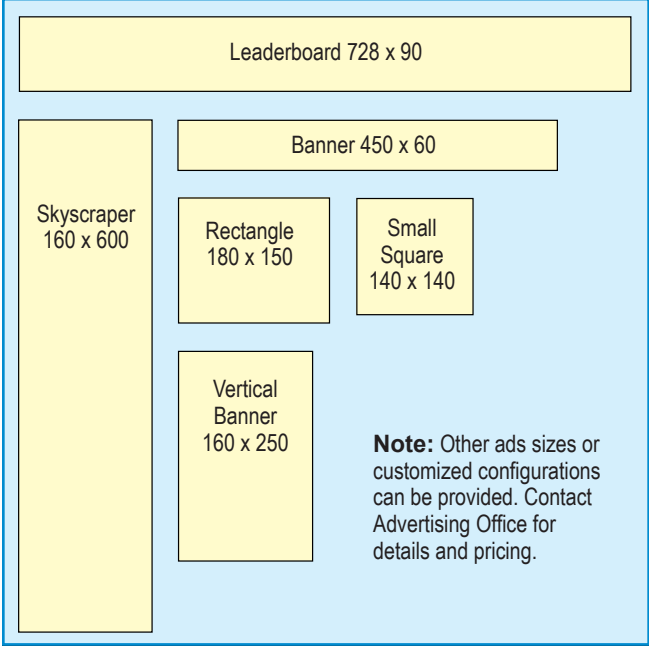 Leaderboard 728 x 90
Banner 450 x 60
Skyscraper
160 x 600
Rectangle
180 x 150
Small
Square
140 x 140
Vertical
Banner
160 x 250
Note: Other ads sizes or
customized configurations
can be provided. Contact
Advertising Office for
details and pricing.